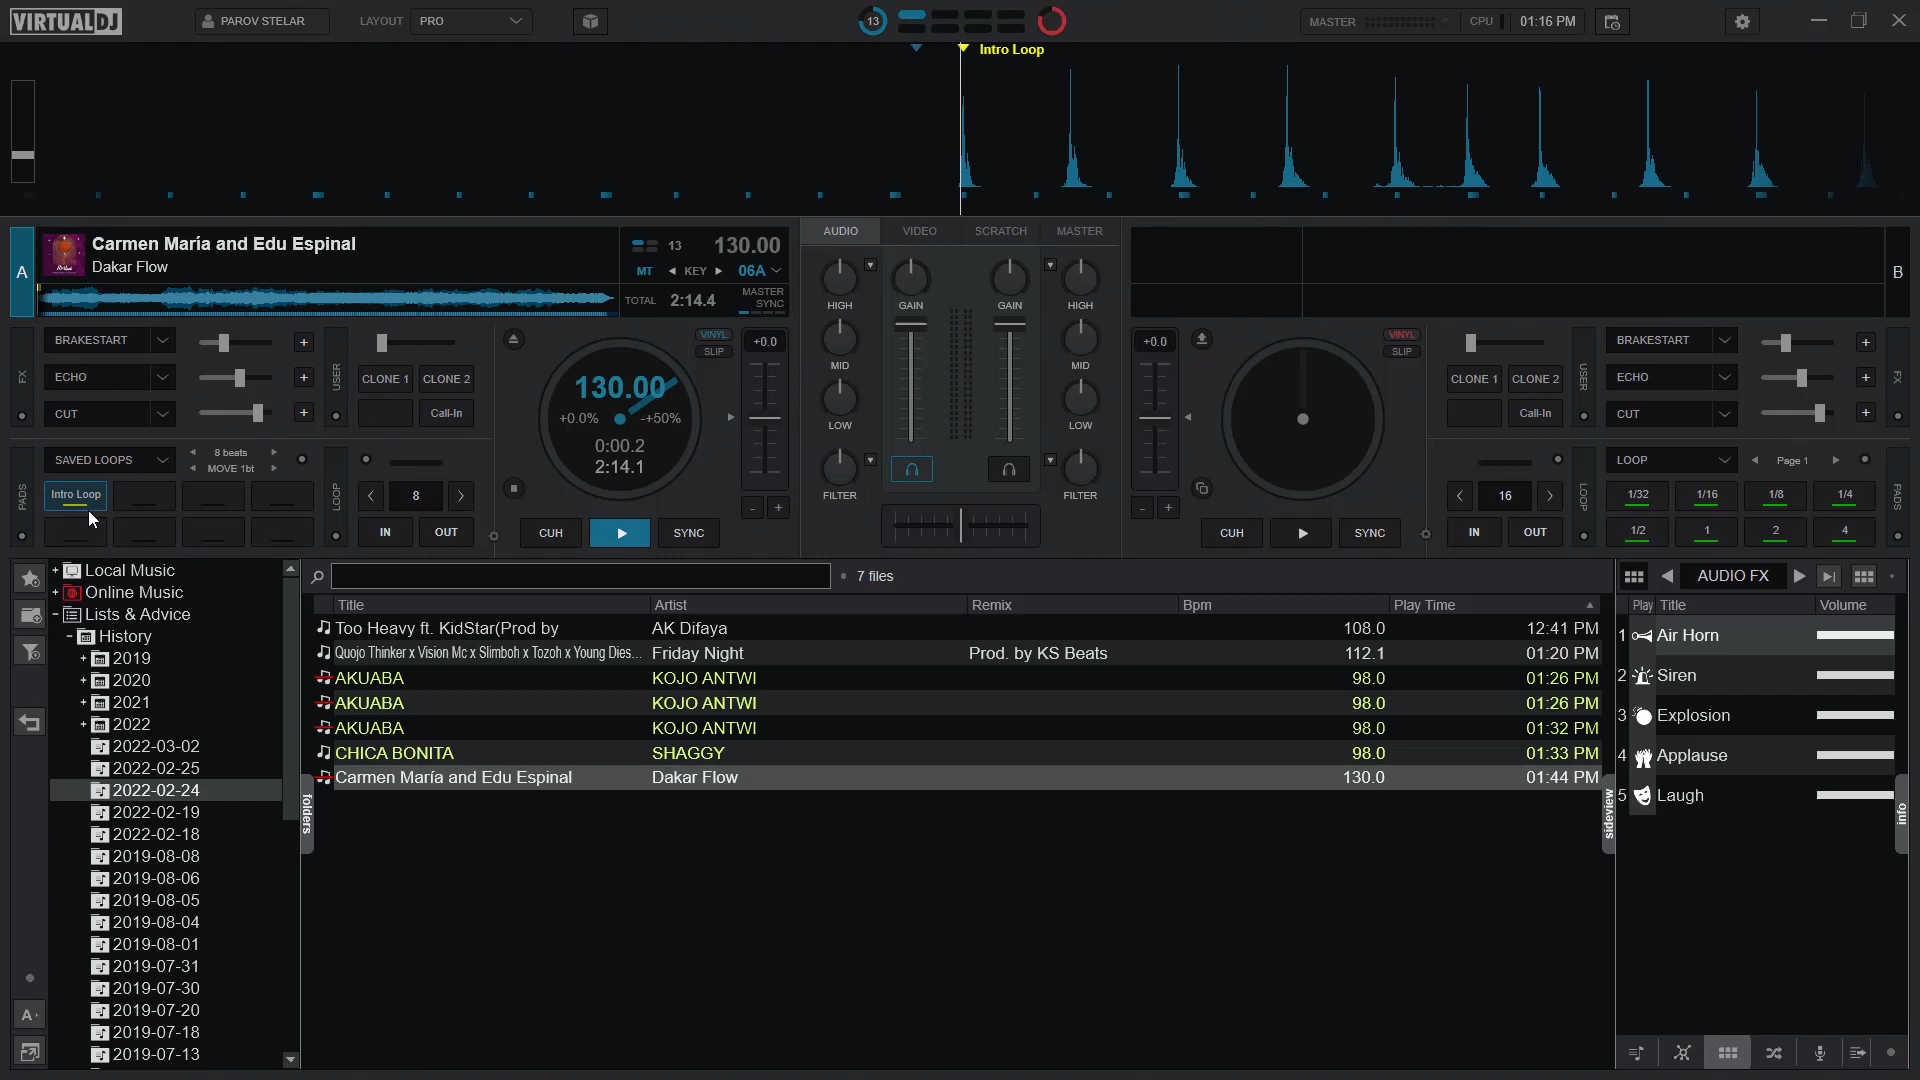 VIRTUALDJ
PAROV STELAR
LAYOUT PRO
13
MASTER
CPU
01:16 PM
Intro Loop
A
Carmen María and Edu Espinal
Dakar Flow
13 130.00
MT KEY 06A
TOTAL 2:14.4 MASTER SYNC
AUDIO VIDEO SCRATCH MASTER
B
HIGH GAIN GAIN HIGH
MID MID
LOW LOW
FILTER FILTER
FX
BRAKESTART +
ECHO +
CUT +
USER
CLONE 1 CLONE 2
Call-In
VINYL
SLIP
+0.0
130.00
+0.0% -+50%
0:00.2
2:14.1
- +
PADS
SAVED LOOPS
8 beats
MOVE 1bt
Intro Loop
LOOP
8
IN OUT
CUH SYNC
+0.0
- +
VINYL
SLIP
CUH SYNC
CLONE 1 CLONE 2
Call-In
USER
BRAKESTART +
ECHO +
CUT +
FX
16
IN OUT
LOOP
LOOP
Page 1
1/32 1/16 1/8 1/4
1/2 1 2 4
PADS
+ Local Music
+ Online Music
- Lists & Advice
- History
+ 2019
+ 2020
+ 2021
+ 2022
2022-03-02
2022-02-25
2022-02-24
2022-02-19
2022-02-18
2019-08-08
2019-08-06
2019-08-05
2019-08-04
2019-08-01
2019-07-31
2019-07-30
2019-07-20
2019-07-18
2019-07-13
A+
folders
7 files
Title Artist Remix Bpm Play Time
Too Heavy ft. KidStar(Prod by AK Difaya 108.0 12:41 PM
Quojo Thinker x Vision Mc x Slimboh x Tozoh x Young Dies... Friday Night Prod. by KS Beats 112.1 01:20 PM
AKUABA KOJO ANTWI 98.0 01:26 PM
AKUABA KOJO ANTWI 98.0 01:26 PM
AKUABA KOJO ANTWI 98.0 01:32 PM
CHICA BONITA SHAGGY 98.0 01:33 PM
Carmen María and Edu Espinal Dakar Flow 130.0 01:44 PM
sideview
AUDIO FX
Play Title Volume
1 Air Horn
2 Siren
3 Explosion
4 Applause
5 Laugh
info